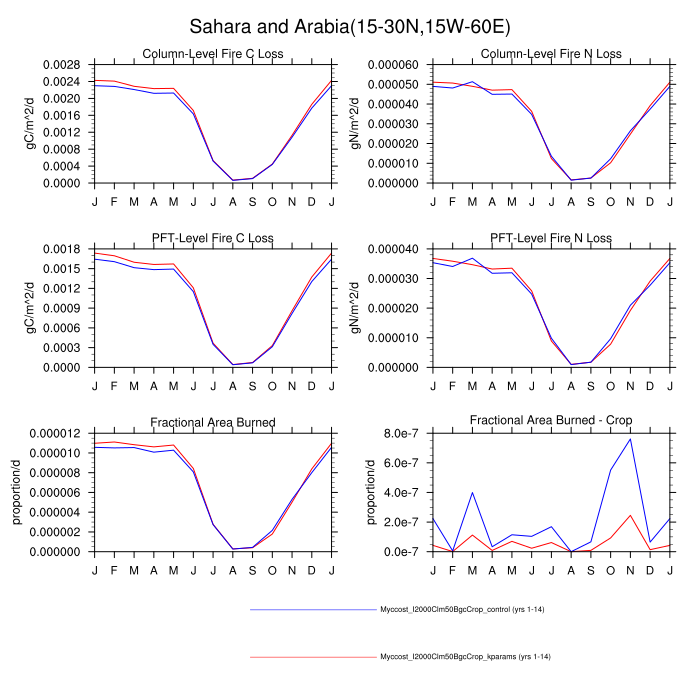 Sahara and Arabia(15-30N,15W-60E)
Column-Level Fire C Loss
gC/m^2/d
0.0028
0.0024
0.0020
0.0016
0.0012
0.0008
0.0004
0.0000
J F M A M J J A S O N D J
Column-Level Fire N Loss
gN/m^2/d
0.000060
0.000050
0.000040
0.000030
0.000020
0.000010
0.000000
J F M A M J J A S O N D J
PFT-Level Fire C Loss
gC/m^2/d
0.0018
0.0015
0.0012
0.0009
0.0006
0.0003
0.0000
J F M A M J J A S O N D J
PFT-Level Fire N Loss
gN/m^2/d
0.000040
0.000030
0.000020
0.000010
0.000000
J F M A M J J A S O N D J
Fractional Area Burned
proportion/d
0.000012
0.000010
0.000008
0.000006
0.000004
0.000002
0.000000
J F M A M J J A S O N D J
Fractional Area Burned - Crop
proportion/d
8.0e-7
6.0e-7
4.0e-7
2.0e-7
0.0e-7
J F M A M J J A S O N D J
Myccost_I2000Clm50BgcCrop_control (yrs 1-14)
Myccost_I2000Clm50BgcCrop_kparams (yrs 1-14)